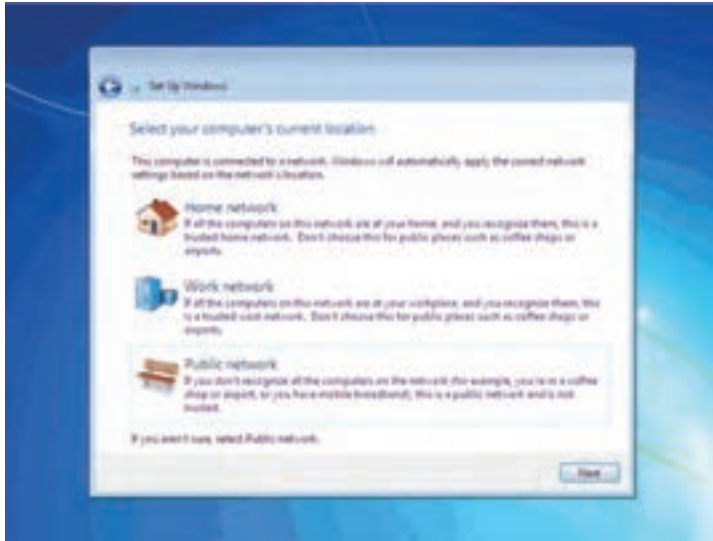 Set Up Windows
Select your computer's current location
This computer is connected to a network. Windows will automatically apply the correct network
settings based on the network's location.
Home network
If all the computers on this network are at your home, and you recognize them, this is a
trusted home network. Don't choose this for public places such as coffee shops or
airports.
Work network
If all the computers on this network are at your workplace, and you recognize them, this
is a trusted work network. Don't choose this for public places such as coffee shops or
airports.
Public network
If you don't recognize all the computers on the network (for example, you're in a coffee
shop or airport, or you have mobile broadband), this is a public network and is not
trusted.
If you aren't sure, select Public network.
Next